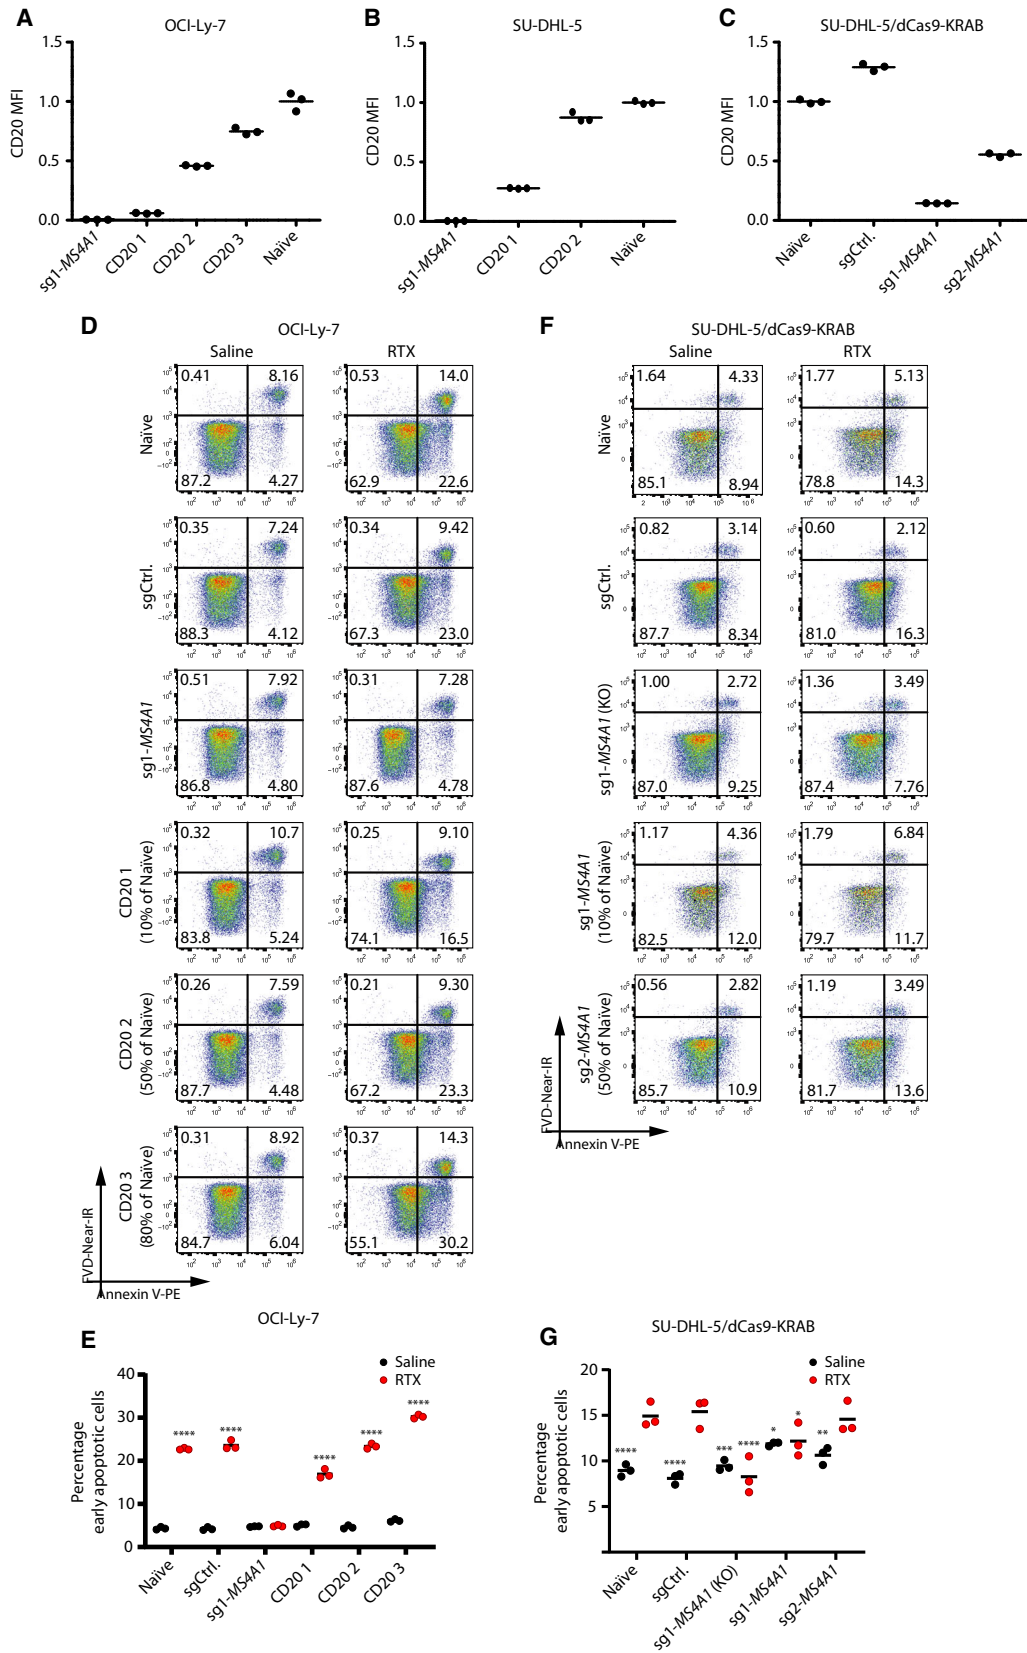 A
OCI-Ly-7
CD20 MFI
1.5
1.0
0.5
0.0
sg1-MS4A1
CD20 1
CD20 2
CD20 3
Naïve
B
SU-DHL-5
CD20 MFI
1.5
1.0
0.5
0.0
sg1-MS4A1
CD20 1
CD20 2
Naïve
C
SU-DHL-5/dCas9-KRAB
CD20 MFI
1.5
1.0
0.5
0.0
Naïve
sgCtrl.
sg1-MS4A1
sg2-MS4A1
D
OCI-Ly-7
Saline
RTX
Naïve
0.41 8.16
87.2 4.27
0.53 14.0
62.9 22.6
sgCtrl.
0.35 7.24
88.3 4.12
0.34 9.42
67.3 23.0
sg1-MS4A1
0.51 7.92
86.8 4.80
0.31 7.28
87.6 4.78
CD20 1
(10% of Naïve)
0.32 10.7
83.8 5.24
0.25 9.10
74.1 16.5
CD20 2
(50% of Naïve)
0.26 7.59
87.7 4.48
0.21 9.30
67.2 23.3
CD20 3
(80% of Naïve)
0.31 8.92
84.7 6.04
0.37 14.3
55.1 30.2
FVD-Near-IR
Annexin V-PE
F
SU-DHL-5/dCas9-KRAB
Saline
RTX
Naïve
1.64 4.33
85.1 8.94
1.77 5.13
78.8 14.3
sgCtrl.
0.82 3.14
87.7 8.34
0.60 2.12
81.0 16.3
sg1-MS4A1 (KO)
1.00 2.72
87.0 9.25
1.36 3.49
87.4 7.76
sg1-MS4A1
(10% of Naïve)
1.17 4.36
82.5 12.0
1.79 6.84
79.7 11.7
sg2-MS4A1
(50% of Naïve)
0.56 2.82
85.7 10.9
1.19 3.49
81.7 13.6
FVD-Near-IR
Annexin V-PE
E
OCI-Ly-7
Saline
RTX
Percentage
early apoptotic cells
40
30
20
10
0
****
****
****
****
****
Naïve
sgCtrl.
sg1-MS4A1
CD20 1
CD20 2
CD20 3
G
SU-DHL-5/dCas9-KRAB
Saline
RTX
Percentage
early apoptotic cells
20
15
10
5
****
****
***
****
*
*
**
Naïve
sgCtrl.
sg1-MS4A1 (KO)
sg1-MS4A1
sg2-MS4A1